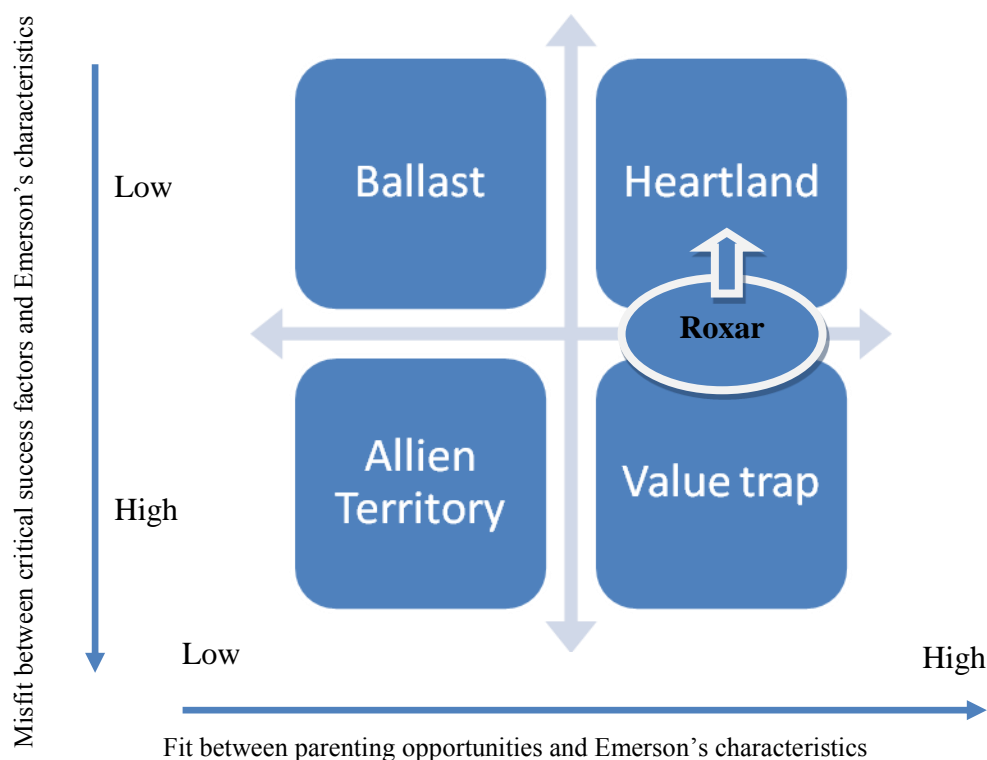 Misfit between critical success factors and Emerson’s characteristics
Low
High
Ballast
Heartland
Roxar
Allien
Territory
Value trap
Low
High
Fit between parenting opportunities and Emerson’s characteristics